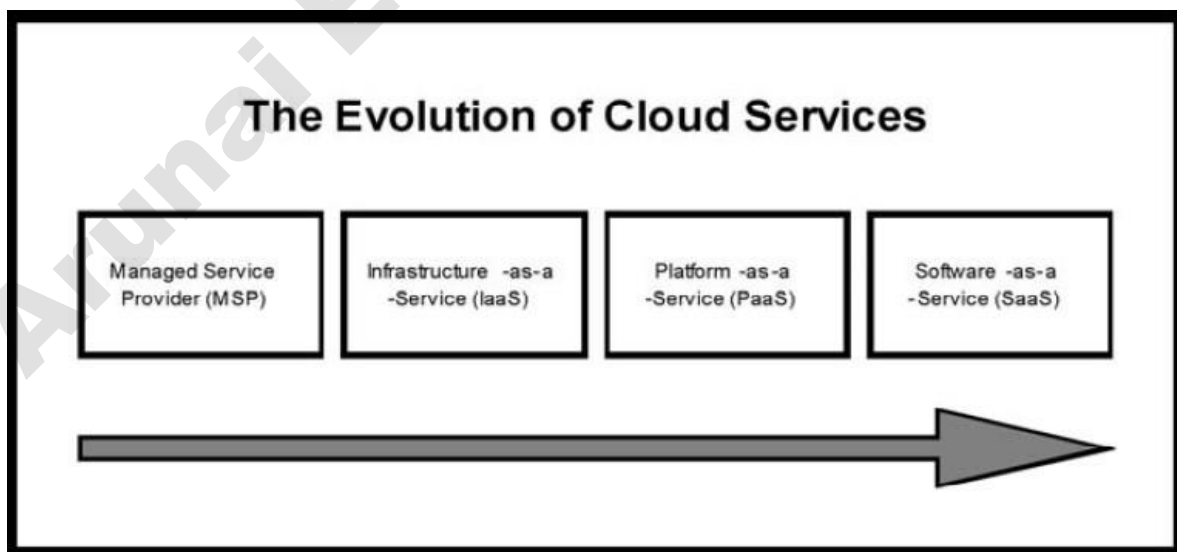 The Evolution of Cloud Services
Managed Service
Provider (MSP)
Infrastructure -as-a
-Service (IaaS)
Platform -as-a
-Service (PaaS)
Software -as-a
-Service (SaaS)
Arunai